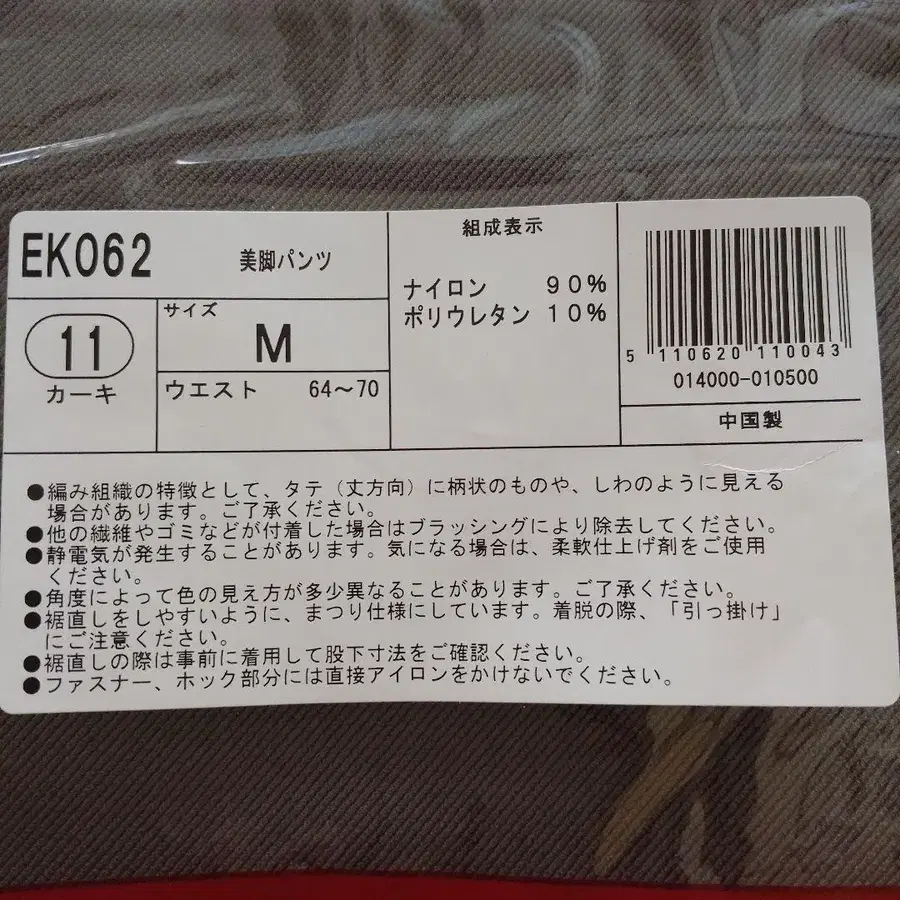 EK062 美脚パンツ
11
カーキ
サイズ
M
ウエスト 64～70
組成表示
ナイロン 90%
ポリウレタン 10%
5 110620 110043
014000-010500
中国製
●編み組織の特徴として、タテ（丈方向）に柄状のものや、しわのように見える
場合があります。ご了承ください。
●他の繊維やゴミなどが付着した場合はブラッシングにより除去してください。
●静電気が発生することがあります。気になる場合は、柔軟仕上げ剤をご使用
ください。
●角度によって色の見え方が多少異なることがあります。ご了承ください。
●裾直しをしやすいように、まつり仕様にしています。着脱の際、「引っ掛け」
にご注意ください。
●裾直しの際は事前に着用して股下寸法をご確認ください。
●ファスナー、ホック部分には直接アイロンをかけないでください。